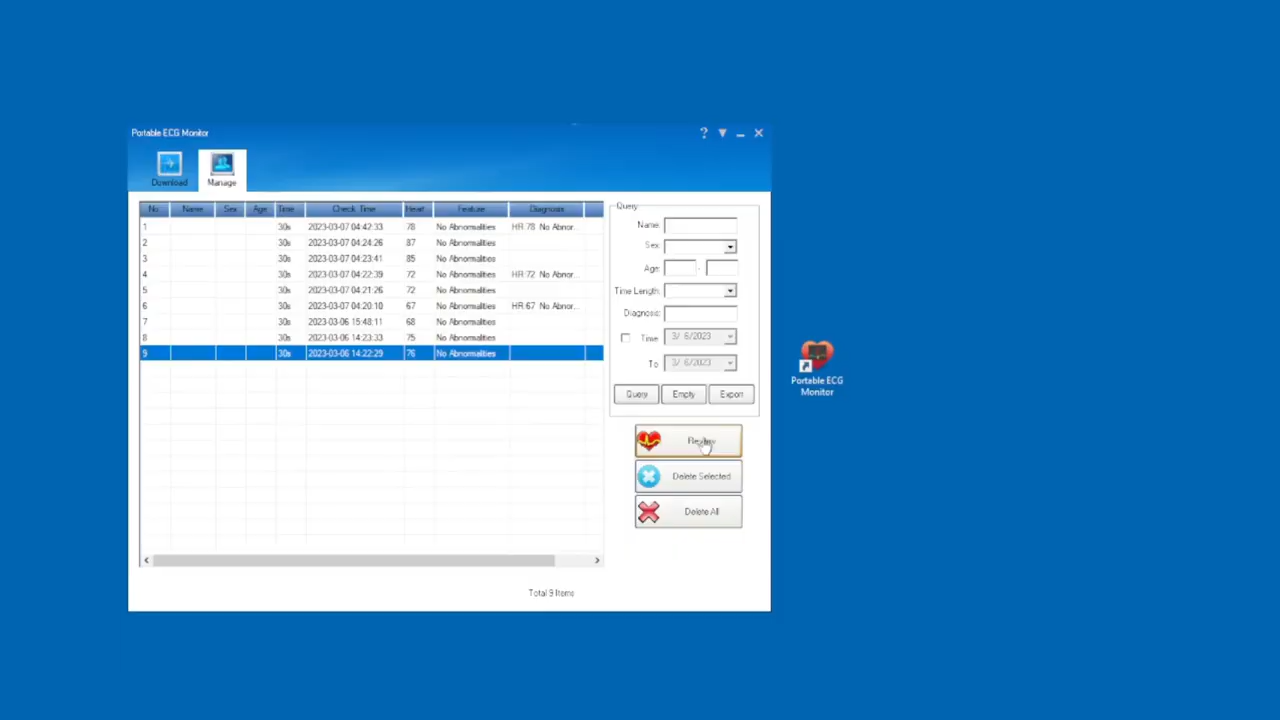 Portable ECG Monitor
? 
Download Manage
No Name Sex Age Time Check Time Heart Feature Diagnosis
1 30s 2023-03-07 04:42:33 78 No Abnormalities HR:78 No Abnor...
2 30s 2023-03-07 04:24:26 87 No Abnormalities
3 30s 2023-03-07 04:23:41 85 No Abnormalities
4 30s 2023-03-07 04:22:39 72 No Abnormalities HR:72 No Abnor...
5 30s 2023-03-07 04:21:26 72 No Abnormalities
6 30s 2023-03-07 04:20:10 67 No Abnormalities HR:67 No Abnor...
7 30s 2023-03-06 15:48:11 68 No Abnormalities
8 30s 2023-03-06 14:23:33 75 No Abnormalities
9 30s 2023-03-06 14:22:29 76 No Abnormalities
Total 9 Items
Query
Name:
Sex:
Age: -
Time Length:
Diagnosis:
Time 3/ 6/2023
To 3/ 6/2023
Query Empty Export
Review
Delete Selected
Delete All
Portable ECG
Monitor